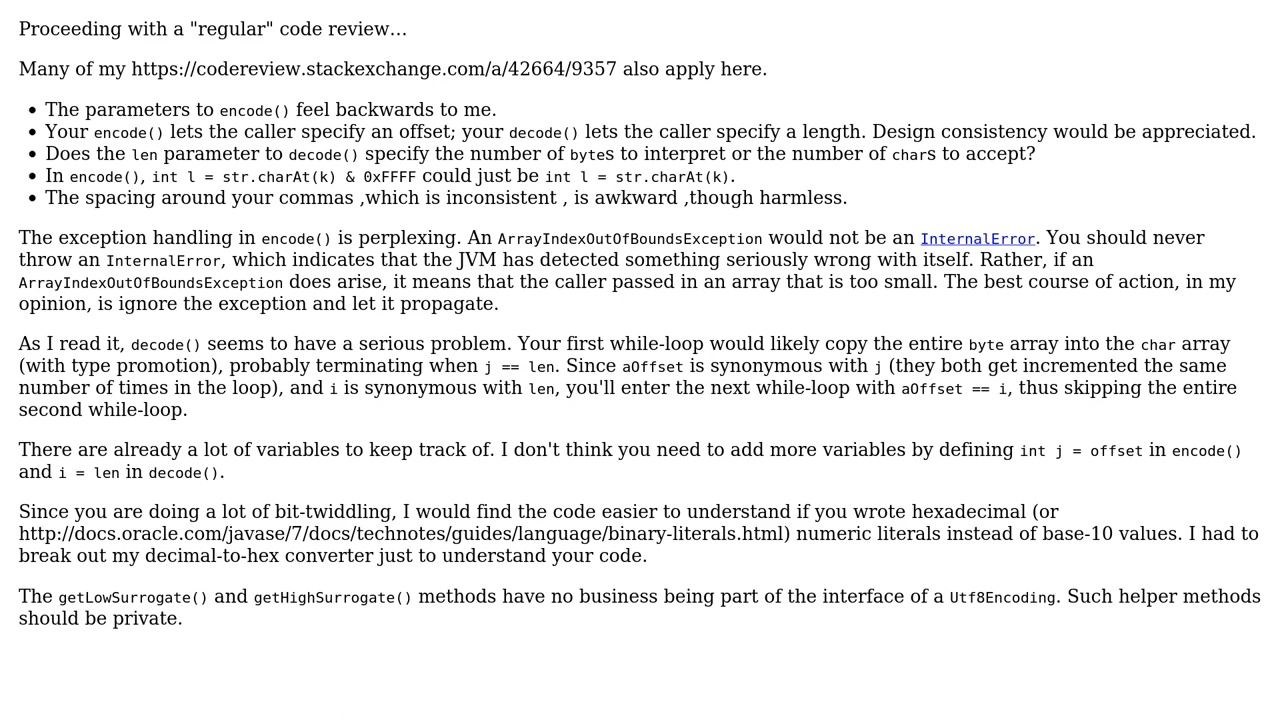 Proceeding with a "regular" code review…
Many of my https://codereview.stackexchange.com/a/42664/9357 also apply here.
• The parameters to encode() feel backwards to me.
• Your encode() lets the caller specify an offset; your decode() lets the caller specify a length. Design consistency would be appreciated.
• Does the len parameter to decode() specify the number of bytes to interpret or the number of chars to accept?
• In encode(), int l = str.charAt(k) & 0xFFFF could just be int l = str.charAt(k).
• The spacing around your commas ,which is inconsistent , is awkward ,though harmless.
The exception handling in encode() is perplexing. An ArrayIndexOutOfBoundsException would not be an InternalError. You should never
throw an InternalError, which indicates that the JVM has detected something seriously wrong with itself. Rather, if an
ArrayIndexOutOfBoundsException does arise, it means that the caller passed in an array that is too small. The best course of action, in my
opinion, is ignore the exception and let it propagate.
As I read it, decode() seems to have a serious problem. Your first while-loop would likely copy the entire byte array into the char array
(with type promotion), probably terminating when j == len. Since aOffset is synonymous with j (they both get incremented the same
number of times in the loop), and i is synonymous with len, you'll enter the next while-loop with aOffset == i, thus skipping the entire
second while-loop.
There are already a lot of variables to keep track of. I don't think you need to add more variables by defining int j = offset in encode()
and i = len in decode().
Since you are doing a lot of bit-twiddling, I would find the code easier to understand if you wrote hexadecimal (or
http://docs.oracle.com/javase/7/docs/technotes/guides/language/binary-literals.html) numeric literals instead of base-10 values. I had to
break out my decimal-to-hex converter just to understand your code.
The getLowSurrogate() and getHighSurrogate() methods have no business being part of the interface of a Utf8Encoding. Such helper methods
should be private.